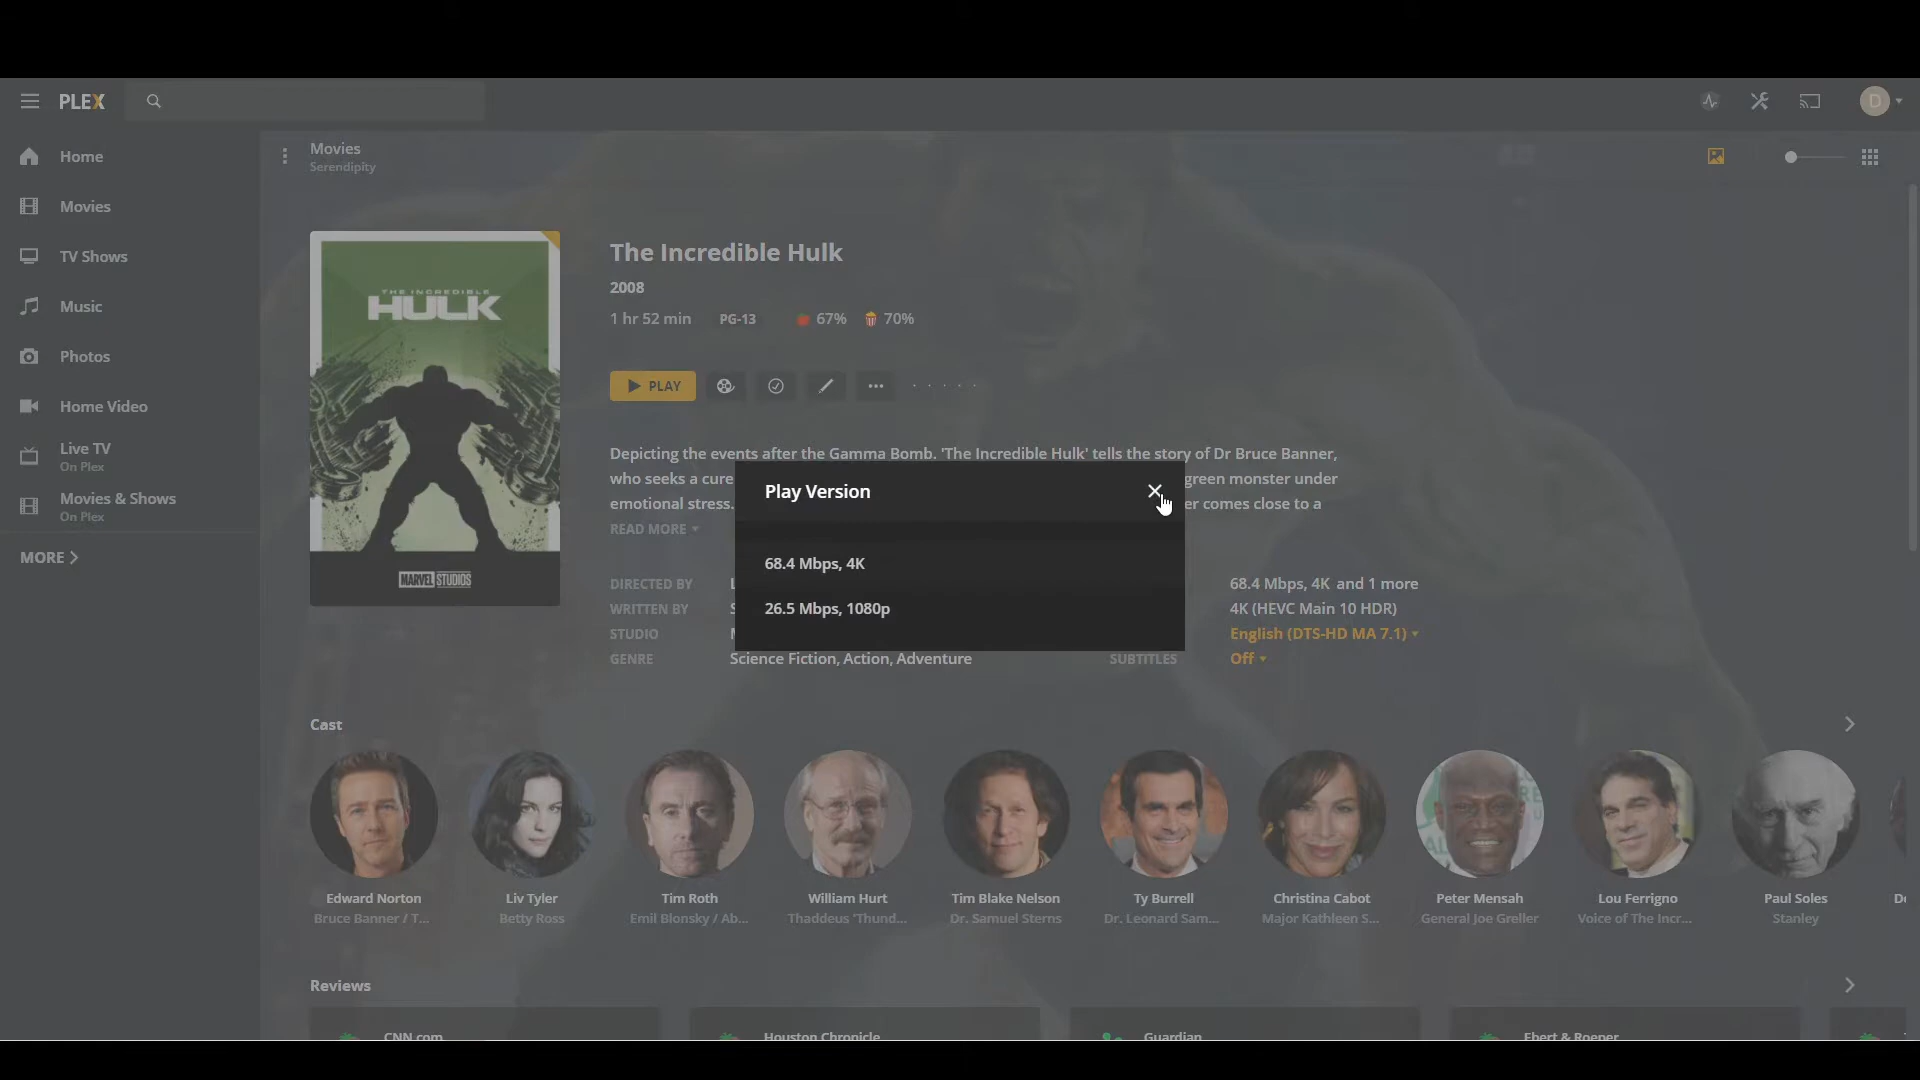 PLEX
D
Home
Movies
TV Shows
Music
Photos
Home Video
Live TV
On Plex
Movies & Shows
On Plex
MORE
Movies
Serendipity
THE INCREDIBLE
HULK
MARVEL STUDIOS
The Incredible Hulk
2008
1 hr 52 min PG-13 67% 70%
PLAY
Depicting the events after the Gamma Bomb. 'The Incredible Hulk' tells the story of Dr Bruce Banner,
who seeks a cure green monster under
emotional stress. er comes close to a
READ MORE
Play Version
68.4 Mbps, 4K
26.5 Mbps, 1080p
DIRECTED BY
WRITTEN BY
STUDIO
GENRE Science Fiction, Action, Adventure
68.4 Mbps, 4K and 1 more
4K (HEVC Main 10 HDR)
English (DTS-HD MA 7.1)
SUBTITLES Off
Cast
Edward Norton
Bruce Banner / T...
Liv Tyler
Betty Ross
Tim Roth
Emil Blonsky / Ab...
William Hurt
Thaddeus 'Thund...
Tim Blake Nelson
Dr. Samuel Sterns
Ty Burrell
Dr. Leonard Sam...
Christina Cabot
Major Kathleen S...
Peter Mensah
General Joe Greller
Lou Ferrigno
Voice of The Incr...
Paul Soles
Stanley
Reviews
CNN.com
Houston Chronicle
Guardian
Ebert & Roeper